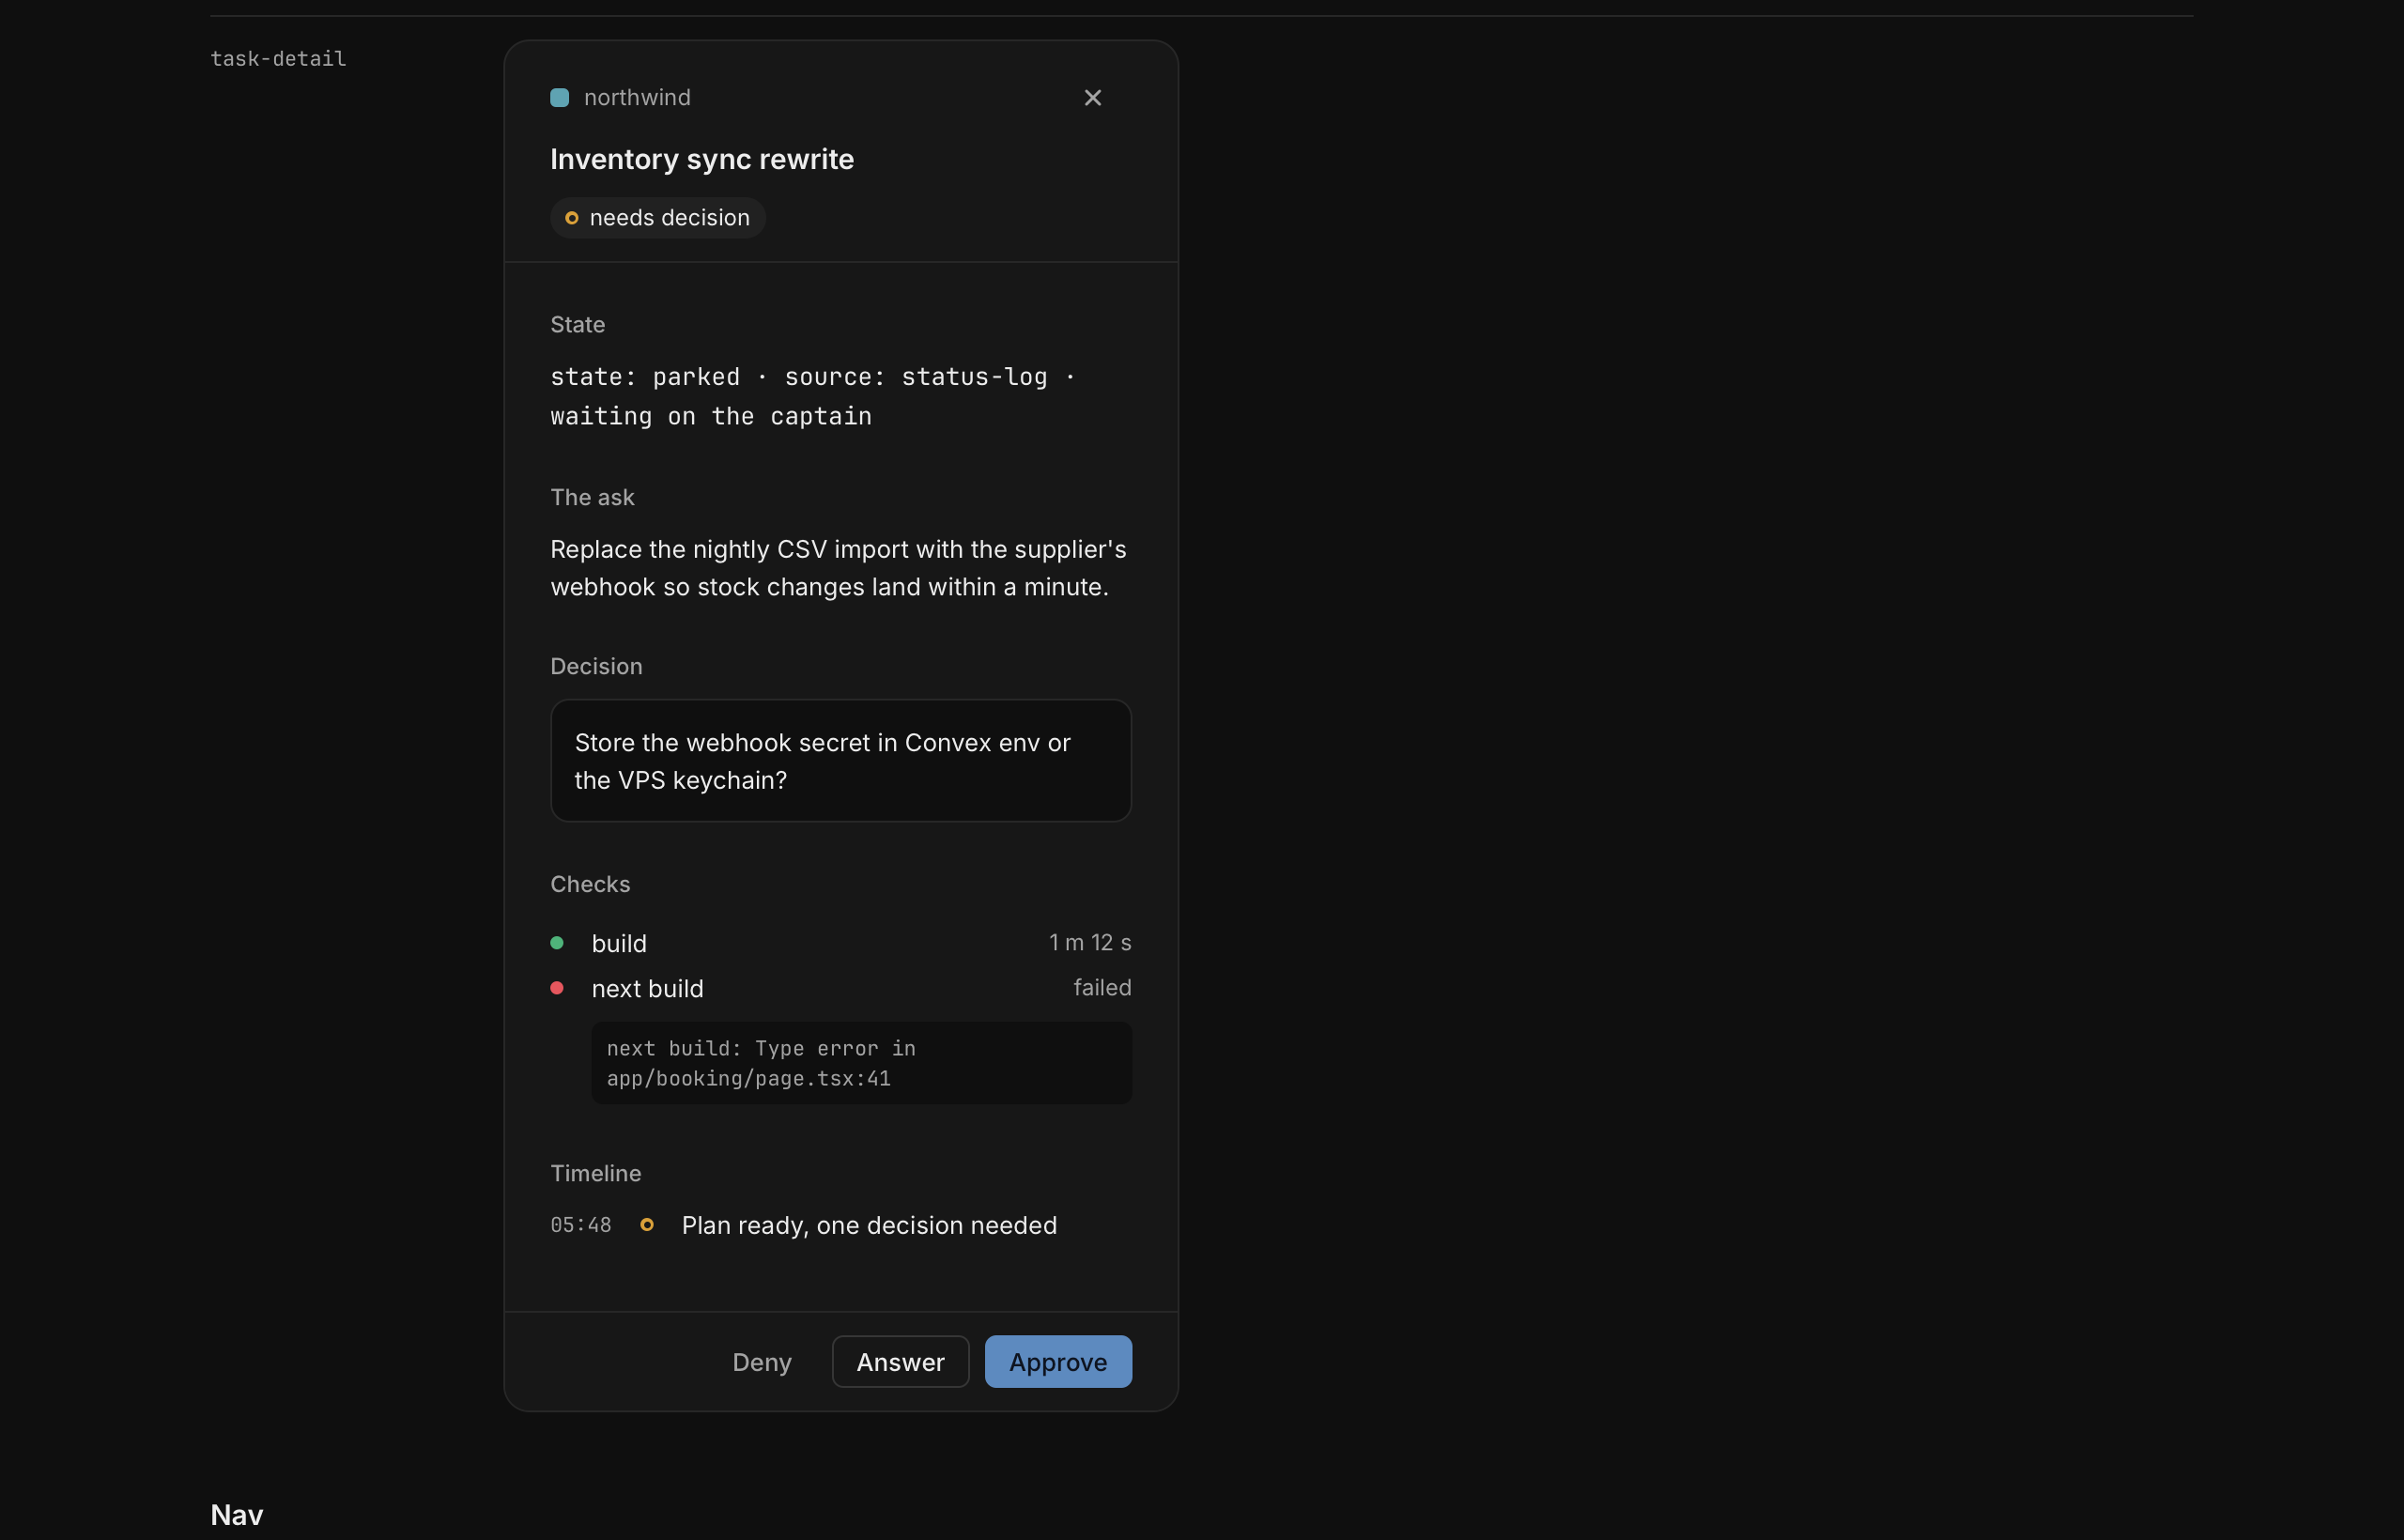 task-detail
northwind
Inventory sync rewrite
needs decision
State
state: parked · source: status-log ·
waiting on the captain
The ask
Replace the nightly CSV import with the supplier's
webhook so stock changes land within a minute.
Decision
Store the webhook secret in Convex env or
the VPS keychain?
Checks
build 1 m 12 s
next build failed
next build: Type error in
app/booking/page.tsx:41
Timeline
05:48 Plan ready, one decision needed
Deny Answer Approve
Nav